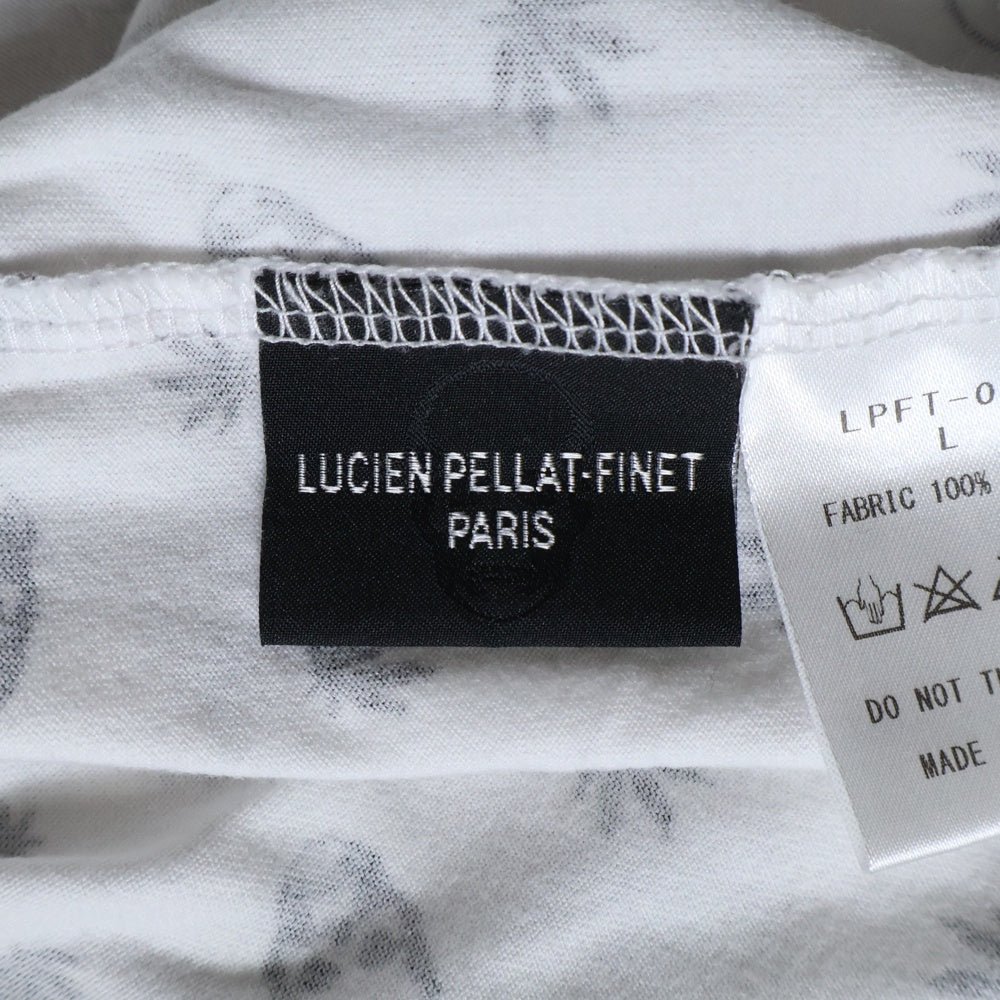 LUCIEN PELLAT-FINET
PARIS
LPFT-0
L
FABRIC 100%
DO NOT
MADE